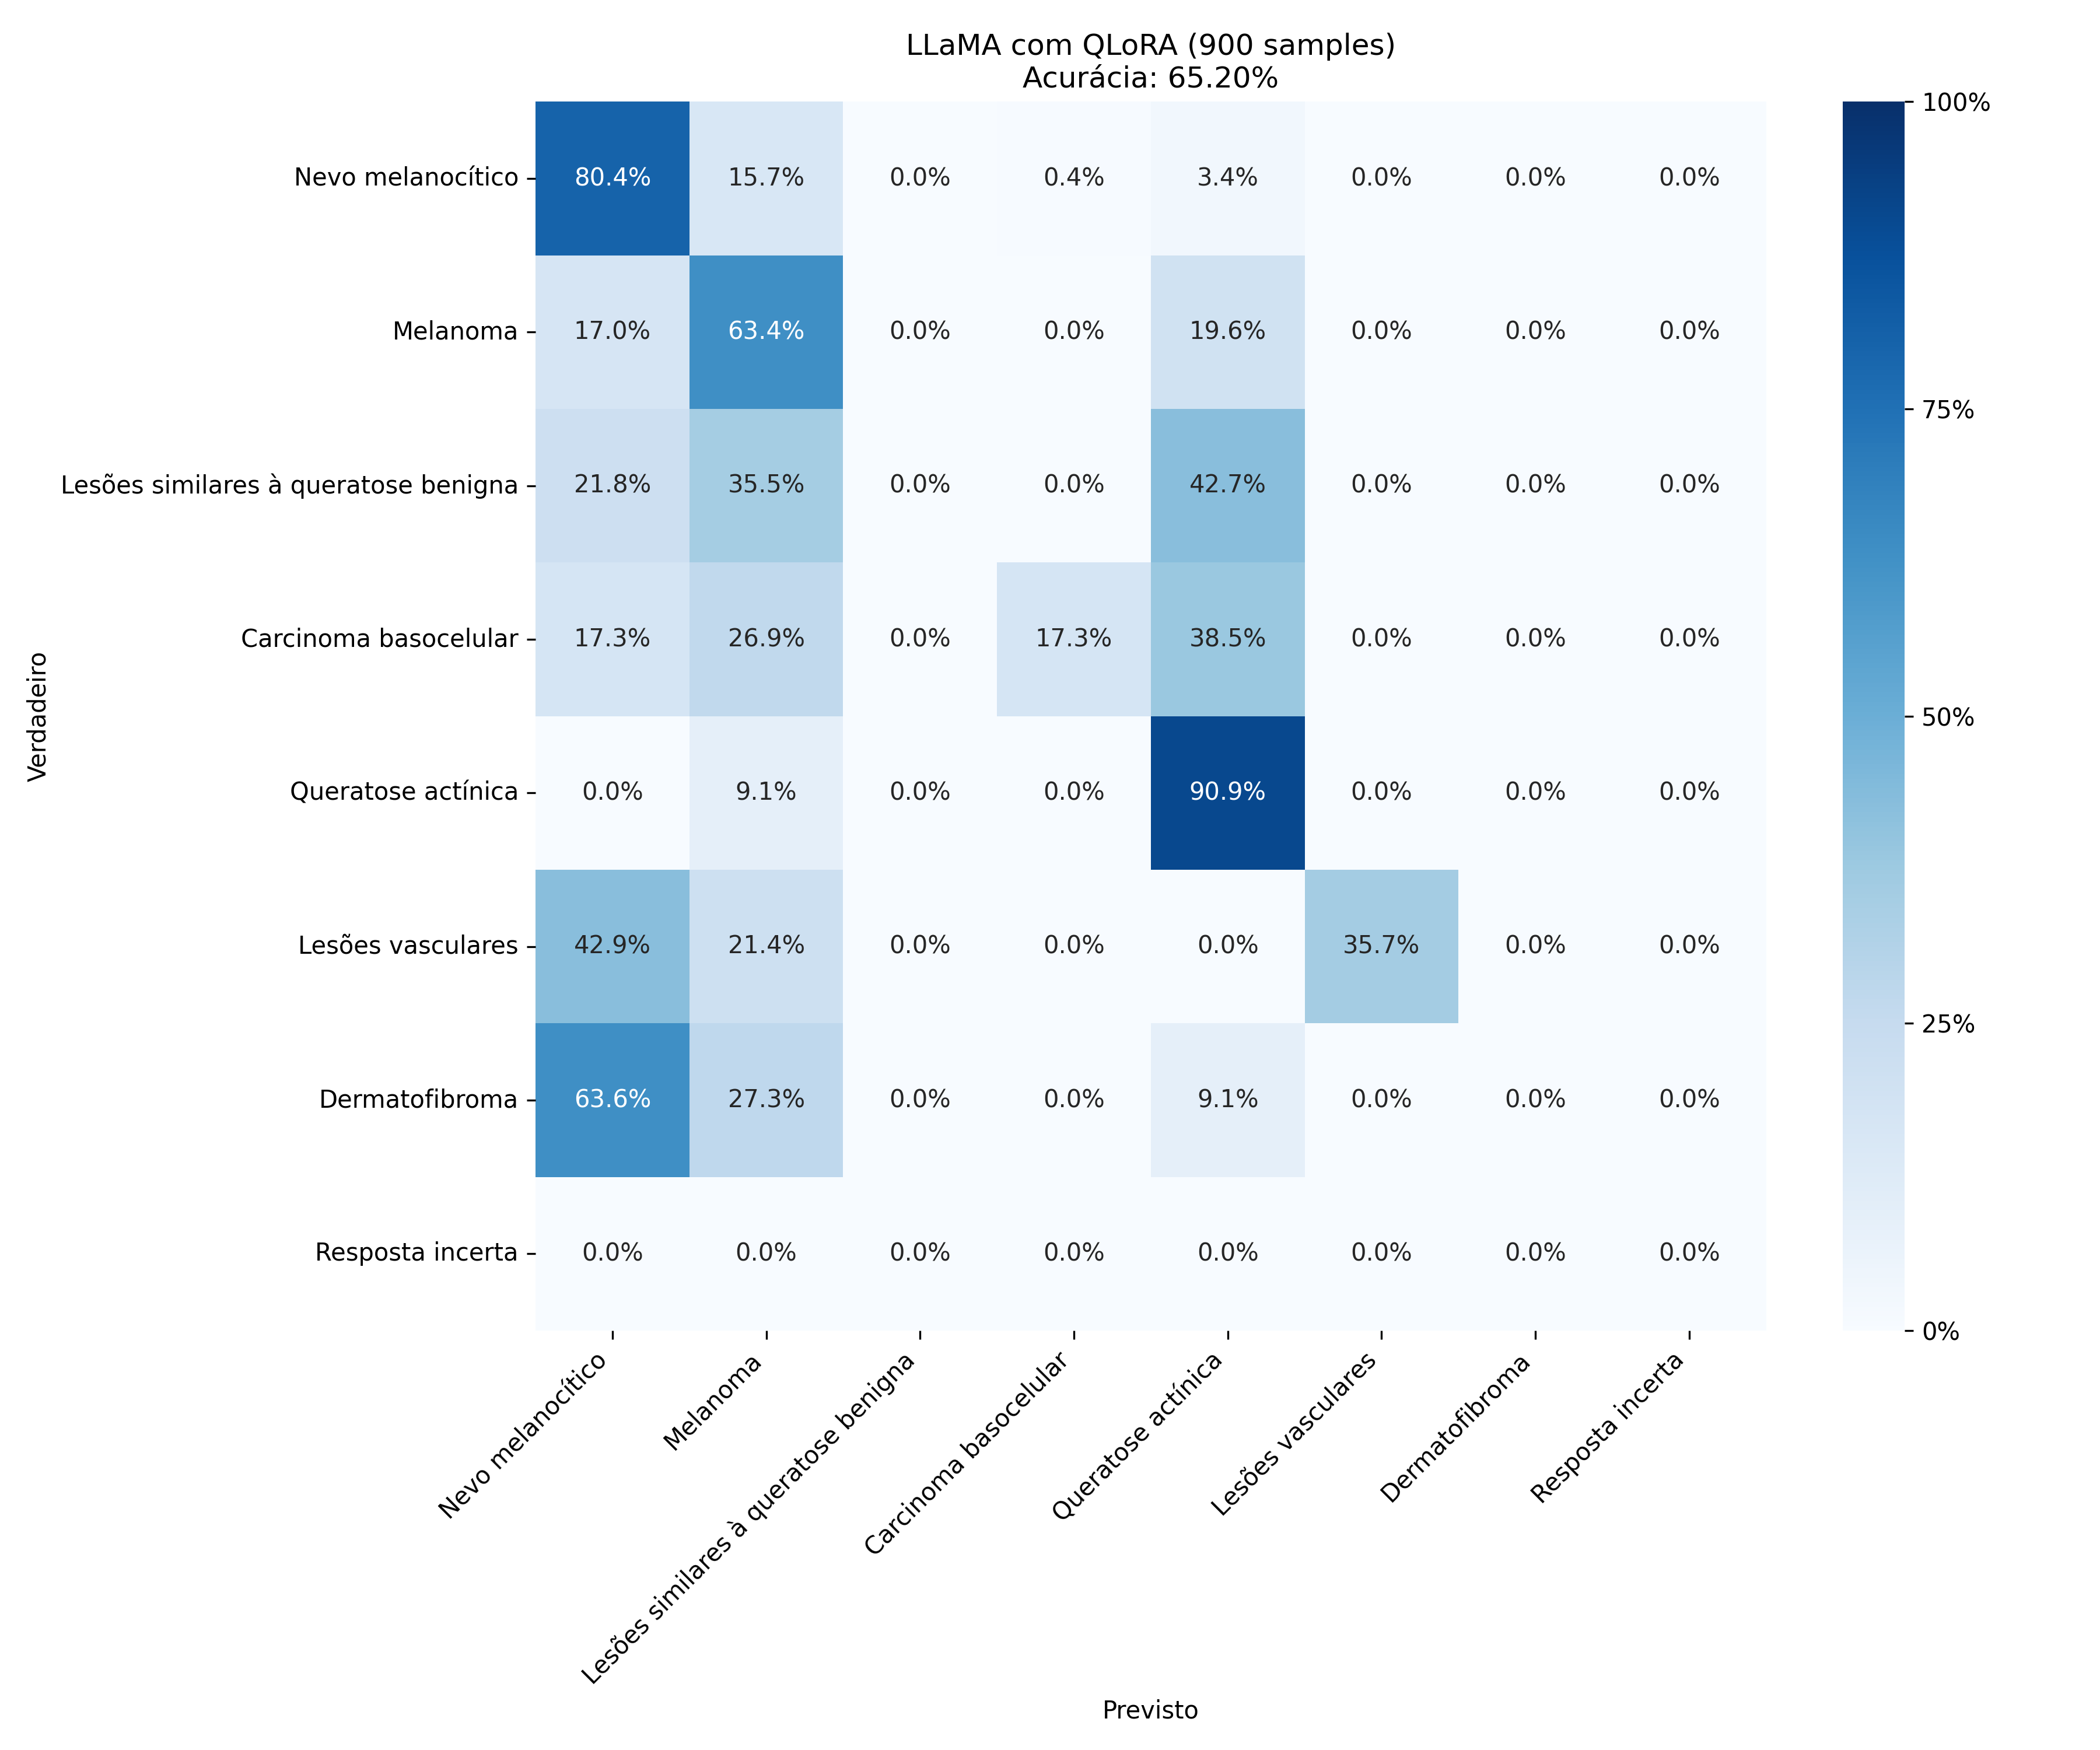 LLaMA com QLoRA (900 samples)
Acurácia: 65.20%
Verdadeiro
Nevo melanocítico 80.4% 15.7% 0.0% 0.4% 3.4% 0.0% 0.0% 0.0%
Melanoma 17.0% 63.4% 0.0% 0.0% 19.6% 0.0% 0.0% 0.0%
Lesões similares à queratose benigna 21.8% 35.5% 0.0% 0.0% 42.7% 0.0% 0.0% 0.0%
Carcinoma basocelular 17.3% 26.9% 0.0% 17.3% 38.5% 0.0% 0.0% 0.0%
Queratose actínica 0.0% 9.1% 0.0% 0.0% 90.9% 0.0% 0.0% 0.0%
Lesões vasculares 42.9% 21.4% 0.0% 0.0% 0.0% 35.7% 0.0% 0.0%
Dermatofibroma 63.6% 27.3% 0.0% 0.0% 9.1% 0.0% 0.0% 0.0%
Resposta incerta 0.0% 0.0% 0.0% 0.0% 0.0% 0.0% 0.0% 0.0%
Nevo melanocítico
Melanoma
Lesões similares à queratose benigna
Carcinoma basocelular
Queratose actínica
Lesões vasculares
Dermatofibroma
Resposta incerta
Previsto
100%
75%
50%
25%
0%